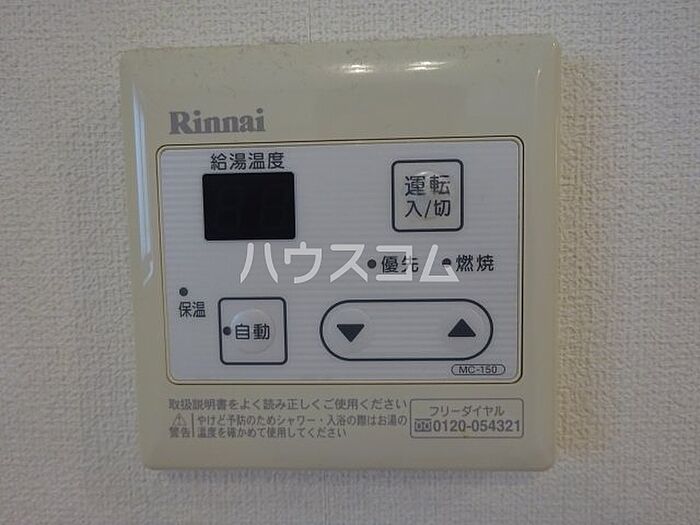 Rinnai
給湯温度
運転
入/切
ハウスコム
優先
燃焼
保温
自動
MC-150
取扱説明書をよく読み正しくご使用ください
警告
やけど予防のためシャワー・入浴の際はお湯の
温度を確かめて使用してください
フリーダイヤル
0120-054321